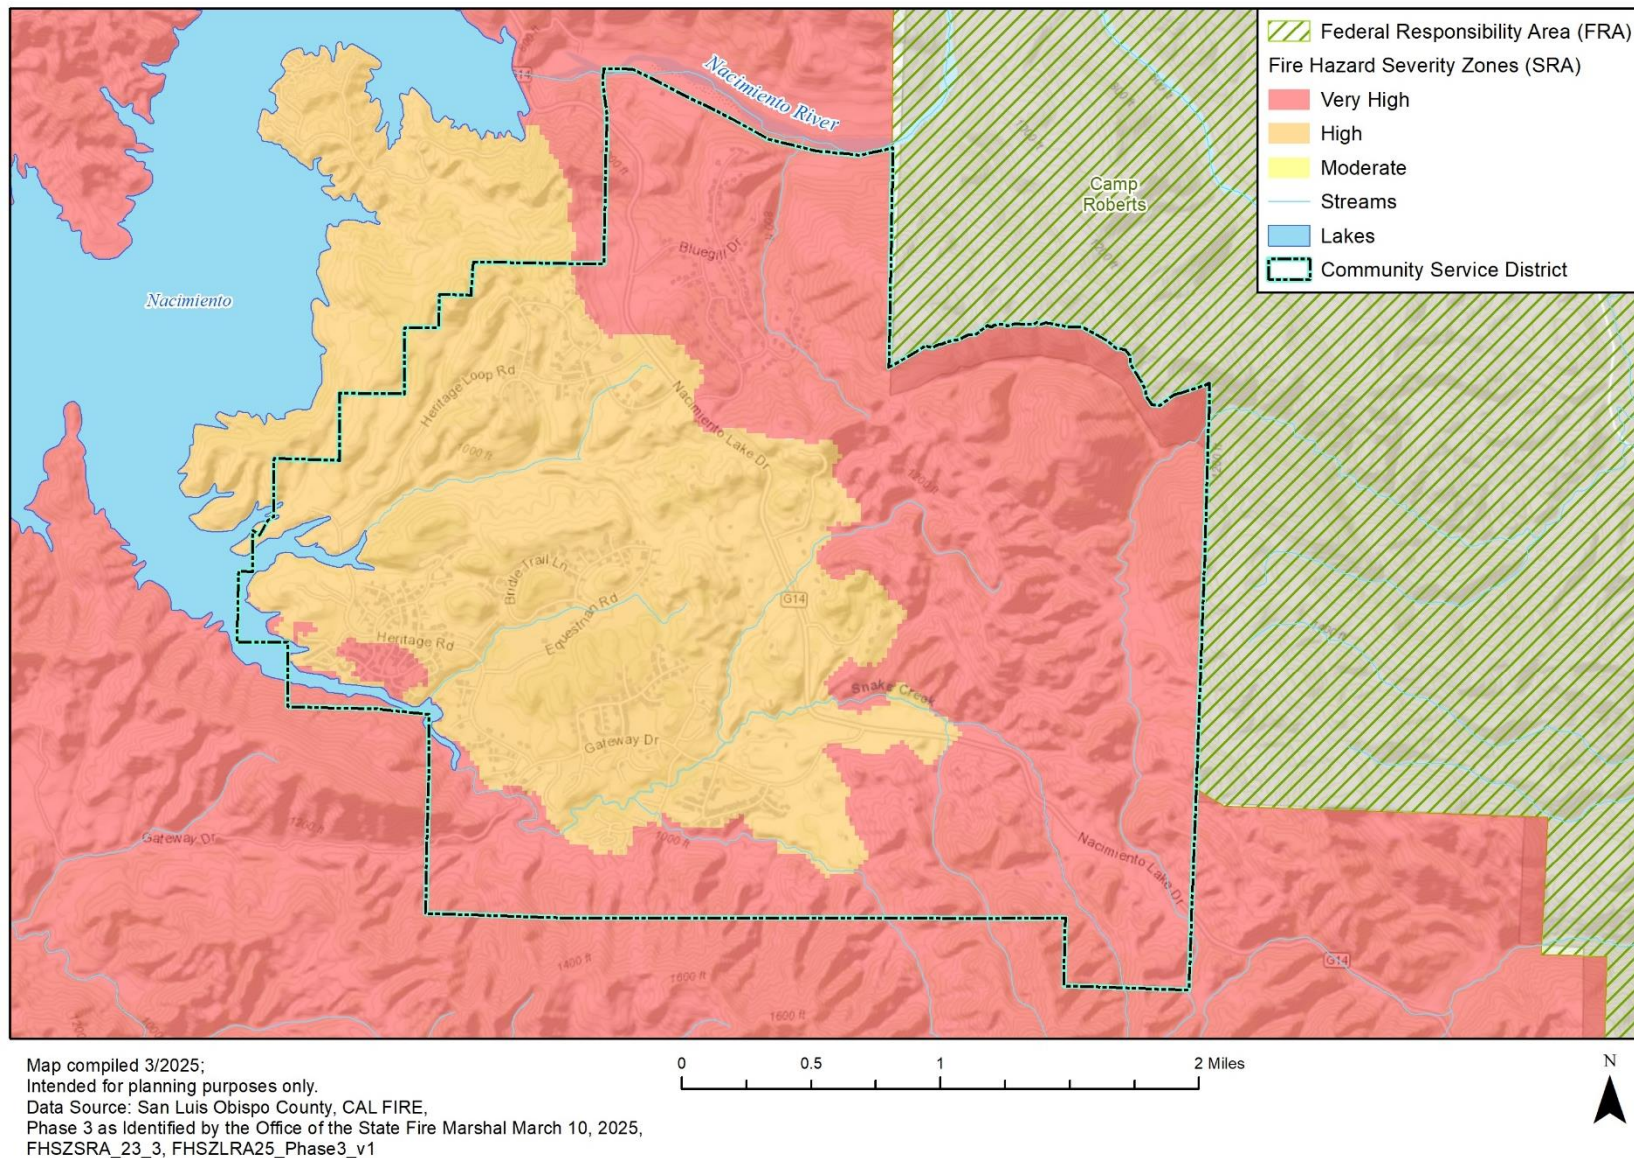 Federal Responsibility Area (FRA)
Fire Hazard Severity Zones (SRA)
Very High
High
Moderate
Streams
Lakes
Community Service District
Nacimiento River
Camp
Roberts
Bluegill Dr
Nacimiento
Heritage Loop Rd
1000 ft
Nacimiento Lake Dr
Bridle Trail Ln
Equestrian Rd
G14
Heritage Rd
Snake Creek
Gateway Dr
Gateway Dr
1000 ft
Nacimiento Lake Dr
1400 ft
1600 ft
G14
1600 ft
Map compiled 3/2025;
Intended for planning purposes only.
Data Source: San Luis Obispo County, CAL FIRE,
Phase 3 as Identified by the Office of the State Fire Marshal March 10, 2025,
FHSZSRA_23_3, FHSZLRA25_Phase3_v1
0 0.5 1 2 Miles
N